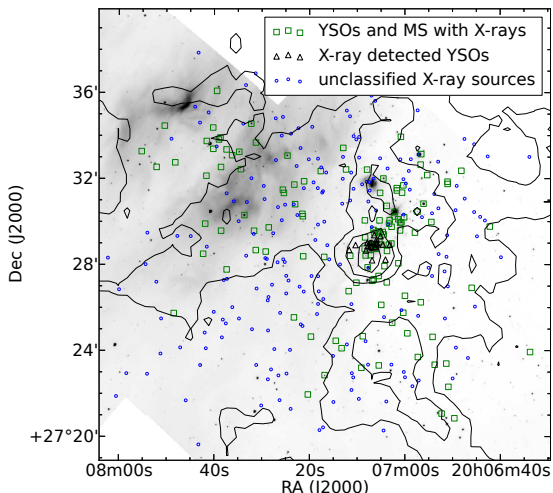 YSOs and MS with X-rays
X-ray detected YSOs
unclassified X-ray sources
36'
32'
28'
24'
+27°20'
Dec (J2000)
08m00s 40s 20s 07m00s 20h06m40s
RA (J2000)